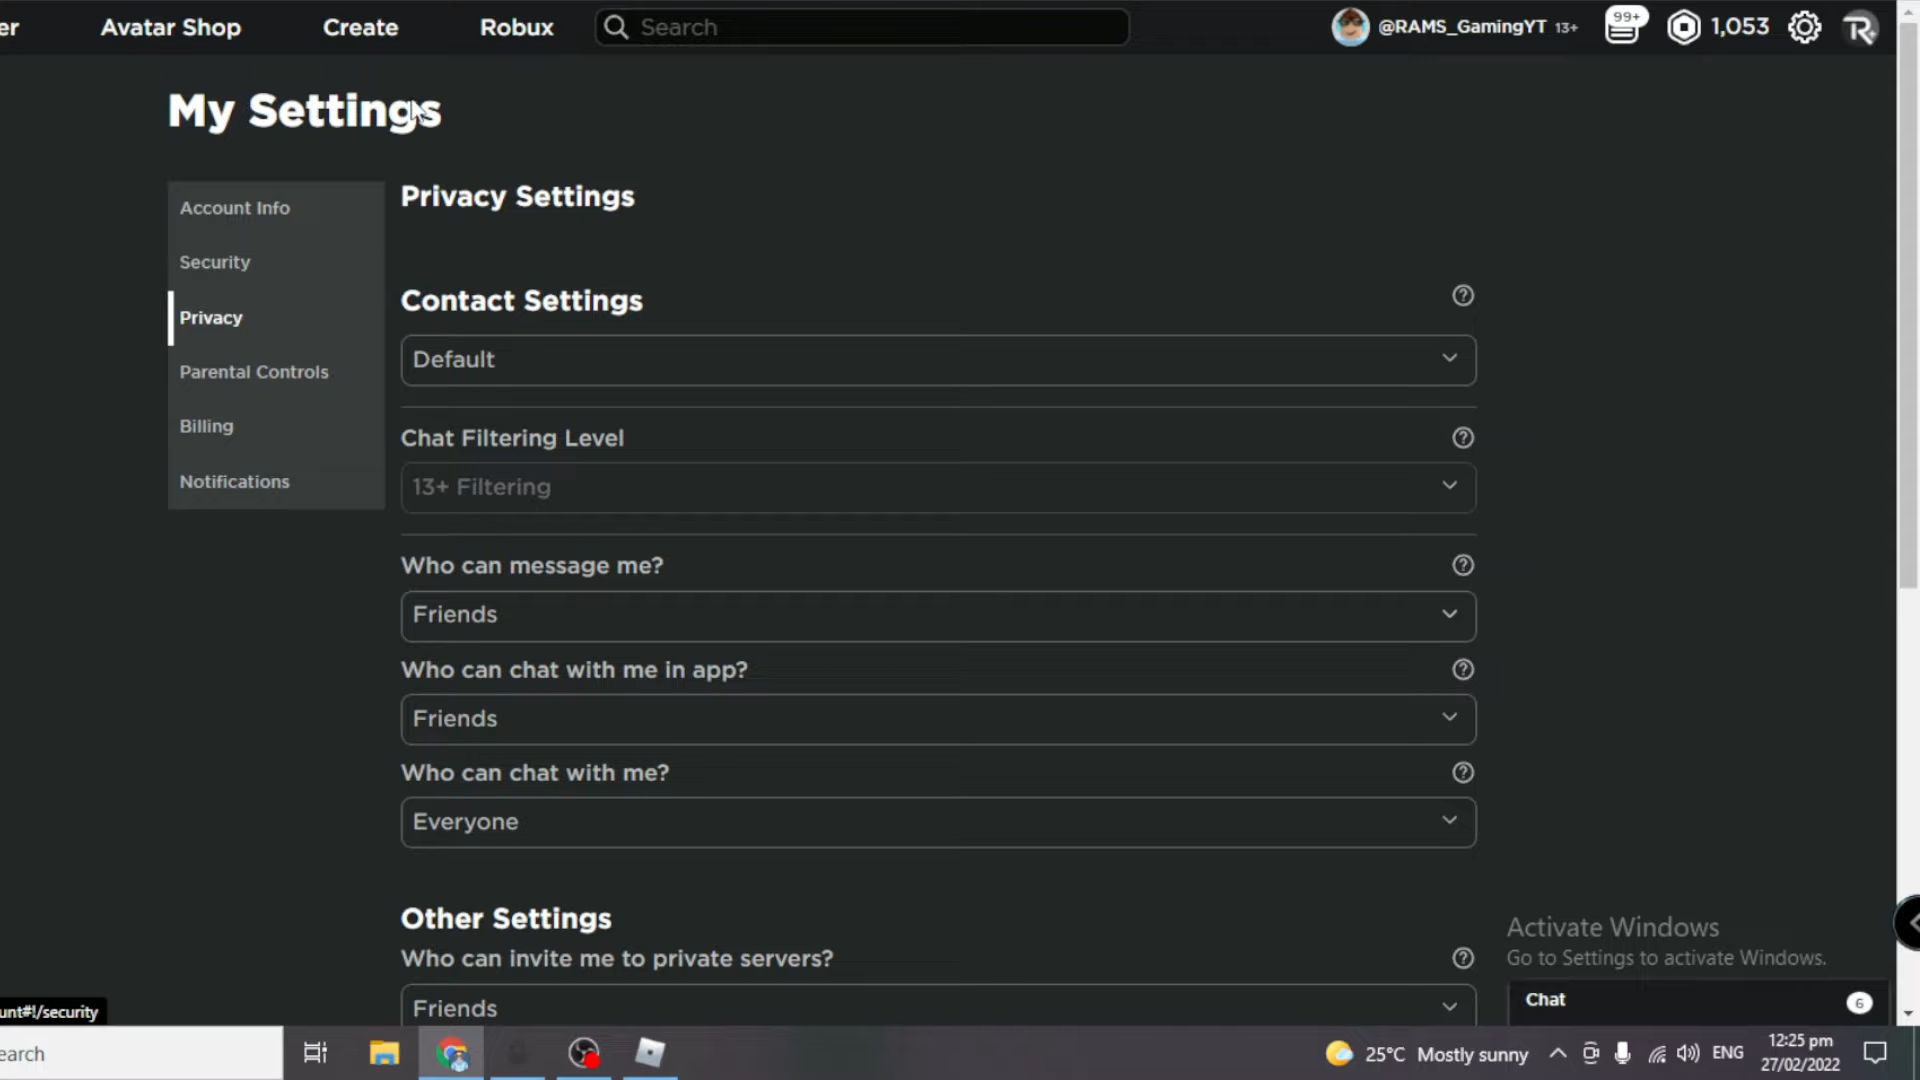 er
Avatar Shop
Create
Robux
Search
@RAMS_GamingYT 13+
99+
1,053
My Settings
Account Info
Security
Privacy
Parental Controls
Billing
Notifications
Privacy Settings
Contact Settings
Default
Chat Filtering Level
13+ Filtering
Who can message me?
Friends
Who can chat with me in app?
Friends
Who can chat with me?
Everyone
Other Settings
Who can invite me to private servers?
Friends
Activate Windows
Go to Settings to activate Windows.
Chat
6
unt#!/security
earch
25°C Mostly sunny
ENG
12:25 pm
27/02/2022